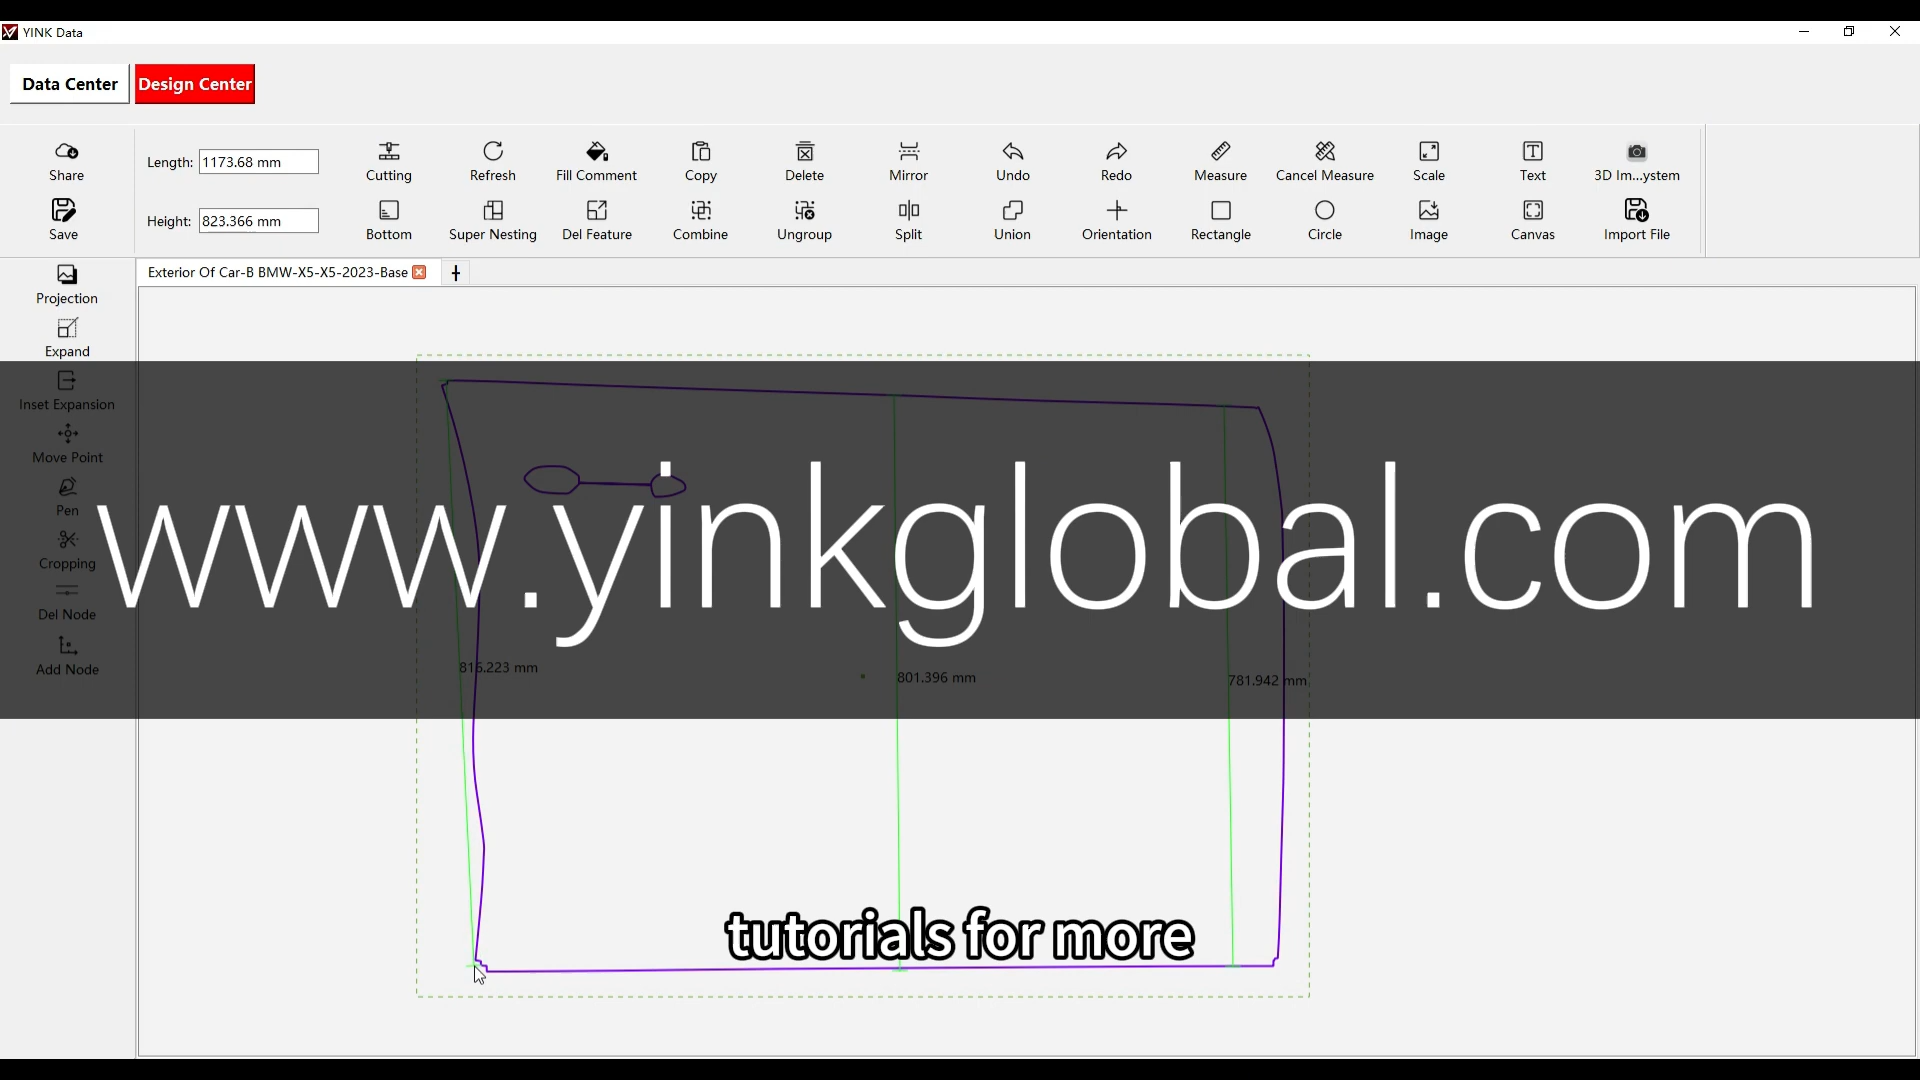 YINK Data
Data Center
Design Center
Share
Length: 1173.68 mm
Cutting
Refresh
Fill Comment
Copy
Delete
Mirror
Undo
Redo
Measure
Cancel Measure
Scale
Text
3D Im...ystem
Save
Height: 823.366 mm
Bottom
Super Nesting
Del Feature
Combine
Ungroup
Split
Union
Orientation
Rectangle
Circle
Image
Canvas
Import File
Exterior Of Car-B BMW-X5-X5-2023-Base
Projection
Expand
Inset Expansion
Move Point
Pen
Cropping
Del Node
Add Node
www.yinkglobal.com
816.223 mm
801.396 mm
781.942 mm
tutorials for more